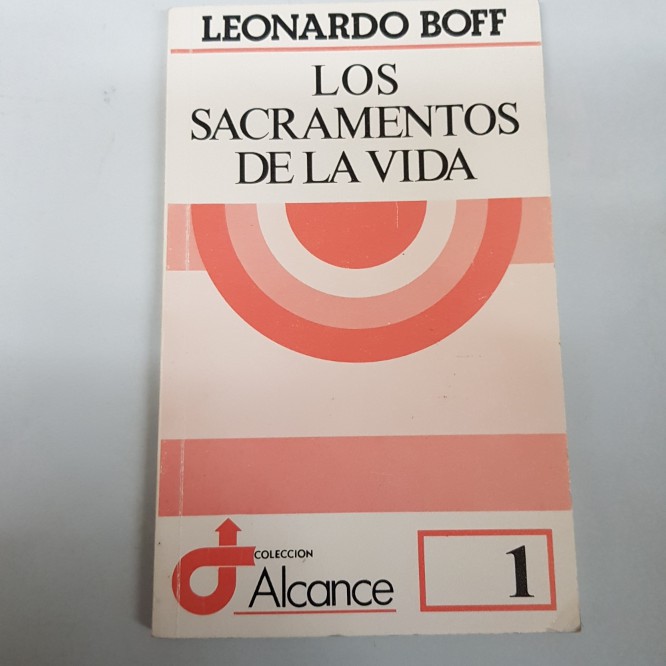 LEONARDO BOFF
LOS
SACRAMENTOS
DE LA VIDA
COLECCION
Alcance
1